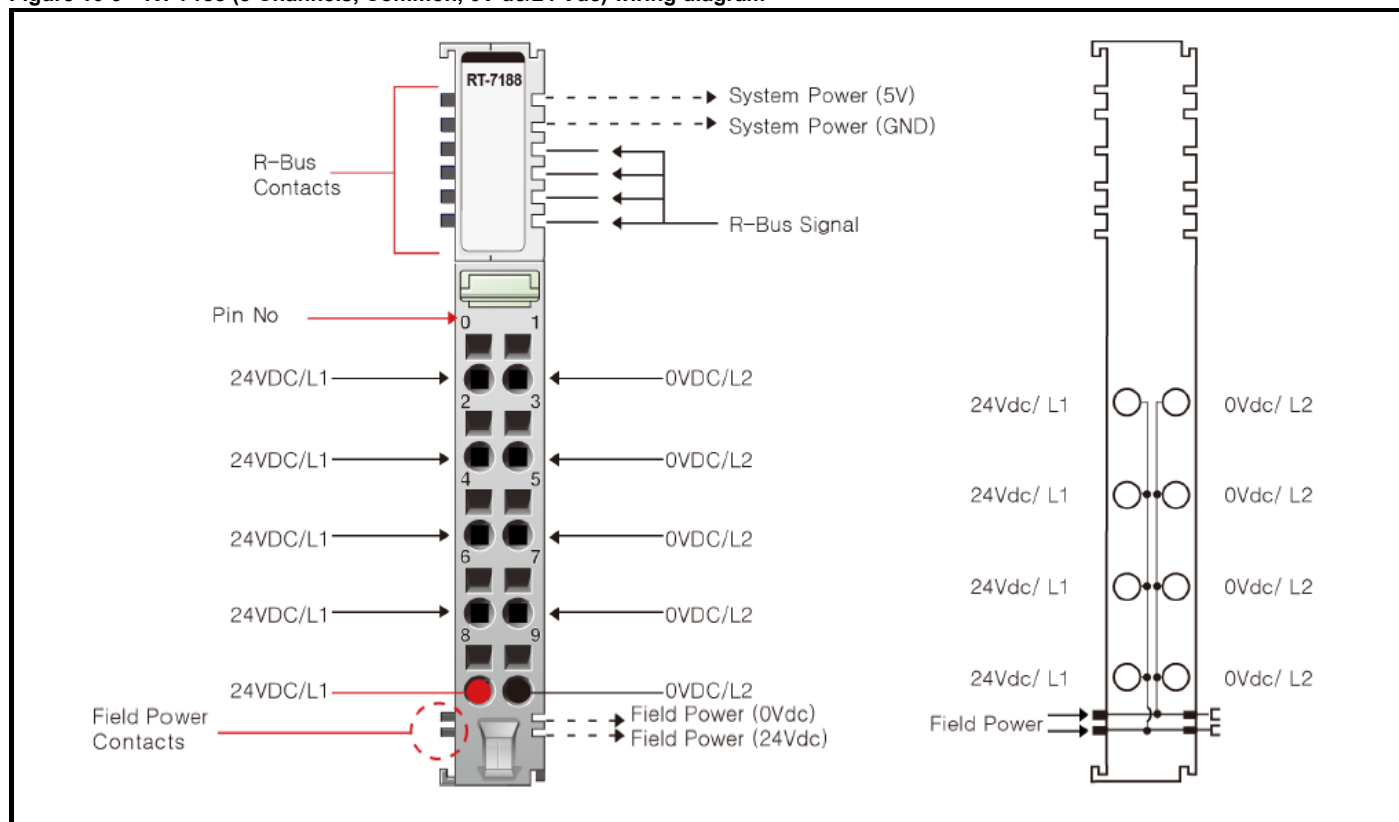 RT-7188
System Power (5V)
System Power (GND)
R-Bus
Contacts
R-Bus Signal
Pin No
0 1
24VDC/L1 0VDC/L2
2 3
24VDC/L1 0VDC/L2
4 5
24VDC/L1 0VDC/L2
6 7
24VDC/L1 0VDC/L2
8 9
24VDC/L1 0VDC/L2
Field Power
Contacts
Field Power (0Vdc)
Field Power (24Vdc)
24Vdc/ L1 0Vdc/ L2
24Vdc/ L1 0Vdc/ L2
24Vdc/ L1 0Vdc/ L2
24Vdc/ L1 0Vdc/ L2
Field Power